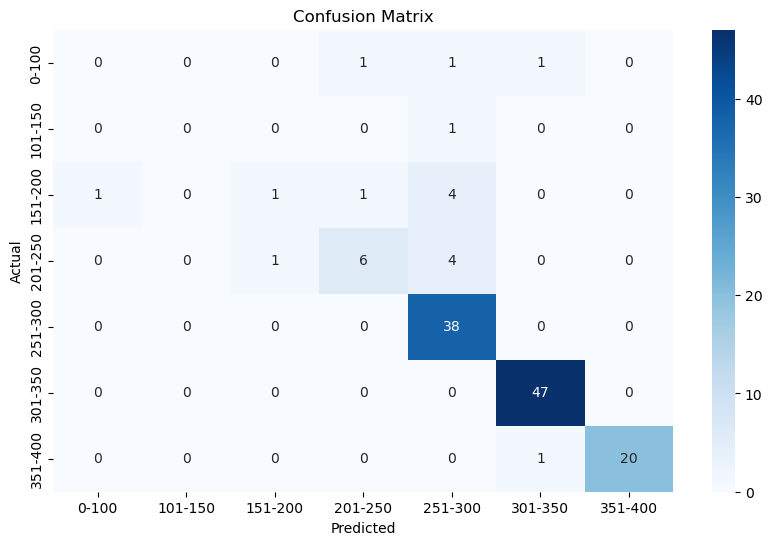 Confusion Matrix
0-100 0 0 0 1 1 1 0
101-150 0 0 0 0 1 0 0
151-200 1 0 1 1 4 0 0
201-250 0 0 1 6 4 0 0
251-300 0 0 0 0 38 0 0
301-350 0 0 0 0 0 47 0
351-400 0 0 0 0 0 1 20
Actual
0-100 101-150 151-200 201-250 251-300 301-350 351-400
Predicted
40
30
20
10
0